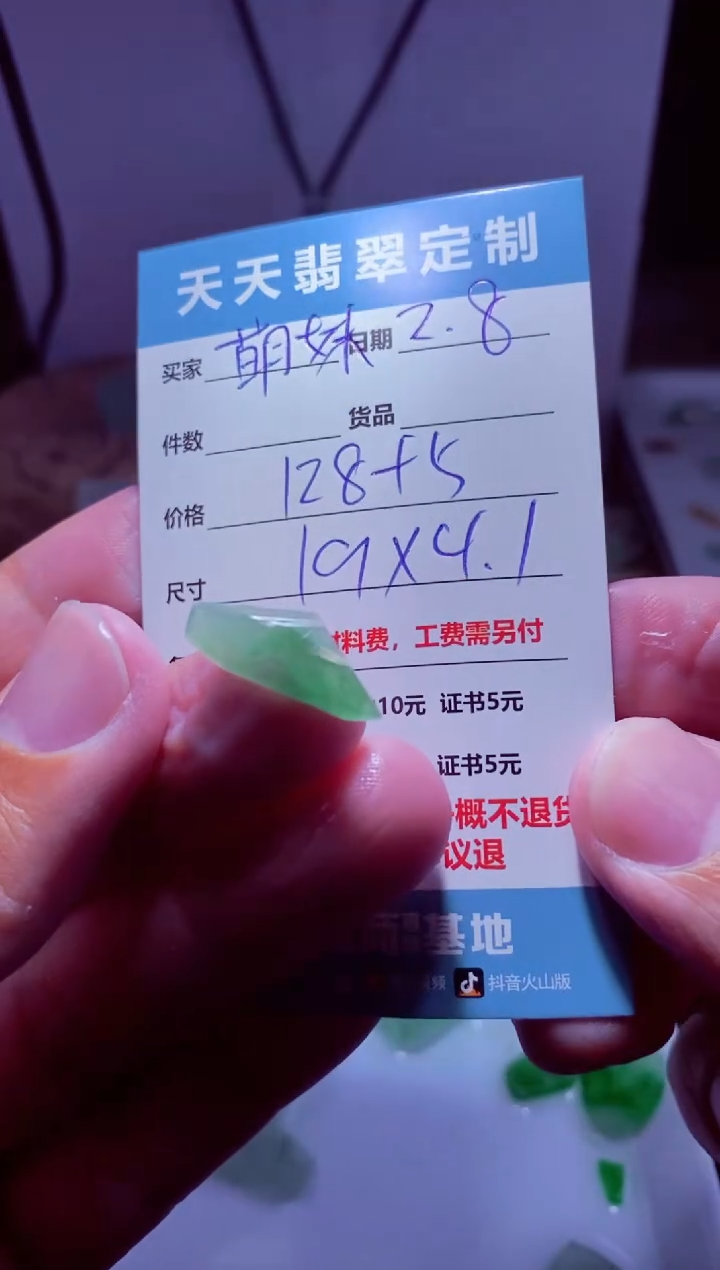 天天翡翠定制
买家 萌妹 日期 2.8
件数 货品
价格 128+5
尺寸 19X4.1
材料费，工费需另付
10元 证书5元
证书5元
概不退货
议退
基地
抖音火山版